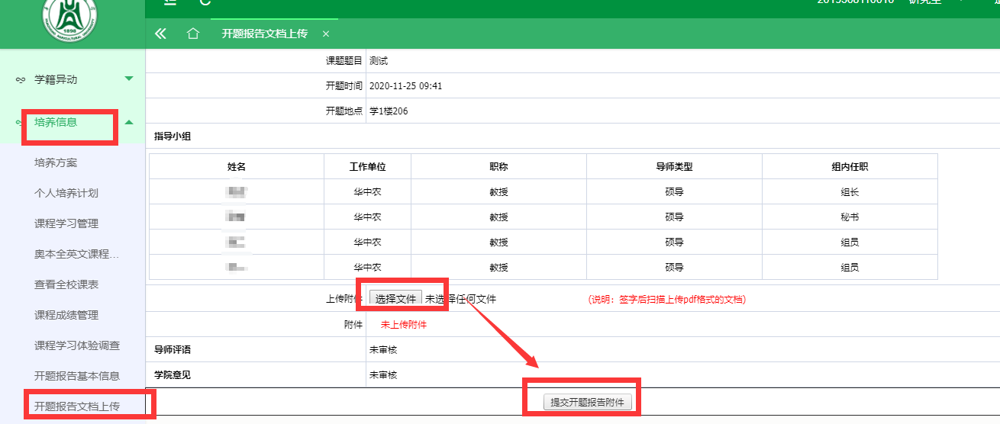 1898
开题报告文档上传 ×
学籍异动
培养信息
培养方案
个人培养计划
课程学习管理
奥本全英文课程...
查看全校课表
课程成绩管理
课程学习体验调查
开题报告基本信息
开题报告文档上传
课题题目 测试
开题时间 2020-11-25 09:41
开题地点 学1楼206
指导小组
姓名 工作单位 职称 导师类型 组内任职
华中农 教授 硕导 组长
华中农 教授 硕导 秘书
华中农 教授 硕导 组员
华中农 教授 硕导 组员
上传附件 选择文件 未选择任何文件 (说明：签字后扫描上传pdf格式的文档)
附件 未上传附件
导师评语 未审核
学院意见 未审核
提交开题报告附件